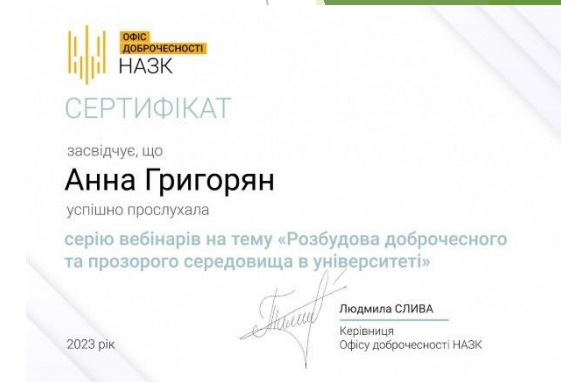 ОФІС
ДОБРОЧЕСНОСТІ
НАЗК
СЕРТИФІКАТ
засвідчує, що
Анна Григорян
успішно прослухала
серію вебінарів на тему «Розбудова доброчесного
та прозорого середовища в університеті»
Людмила СЛИВА
Керівниця
Офісу доброчесності НАЗК
2023 рік